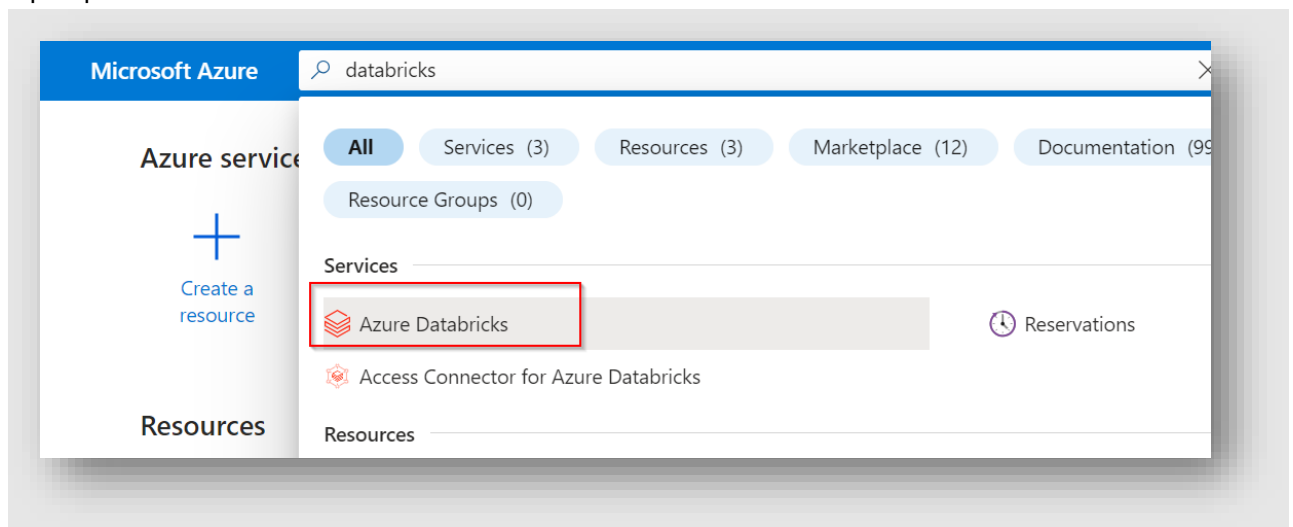 Microsoft Azure
databricks
All Services (3) Resources (3) Marketplace (12) Documentation (99
Resource Groups (0)
Azure service
Create a
resource
Resources
Services
Azure Databricks Reservations
Access Connector for Azure Databricks
Resources